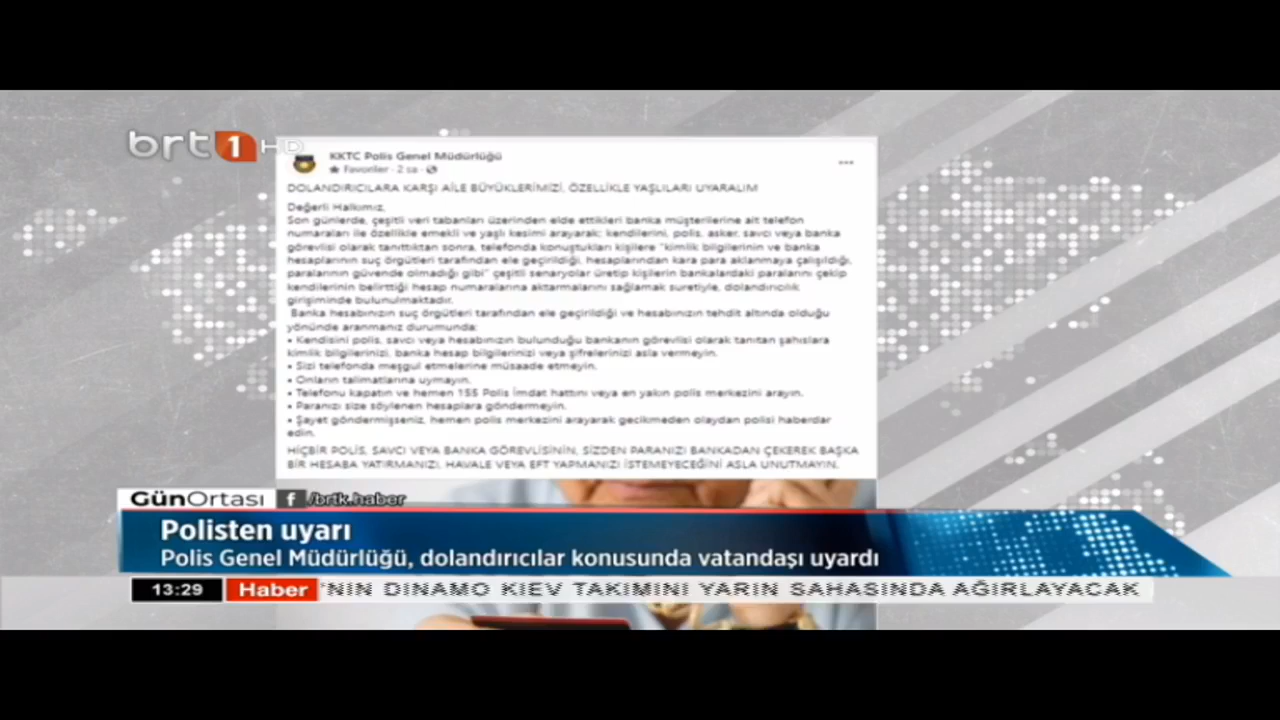 brt 1 HD
KKTC Polis Genel Müdürlüğü
Favoriler · 2 sa ·
DOLANDIRICILARA KARŞI AİLE BÜYÜKLERİMİZİ, ÖZELLİKLE YAŞLILARI UYARALIM
Değerli Halkımız,
Son günlerde, çeşitli veri tabanları üzerinden elde ettikleri banka müşterilerine ait telefon
numaraları ile özellikle emekli ve yaşlı kesimi arayarak; kendilerini, polis, asker, savcı veya banka
görevlisi olarak tanıttıktan sonra, telefonda konuştukları kişilere "kimlik bilgilerinin ve banka
hesaplarının suç örgütleri tarafından ele geçirildiği, hesaplarından kara para aklanmaya çalışıldığı,
paralarının güvende olmadığı gibi" çeşitli senaryolar üretip kişilerin bankalardaki paralarını çekip
kendilerinin belirttiği hesap numaralarına aktarmalarını sağlamak suretiyle, dolandırıcılık
girişiminde bulunulmaktadır.
Banka hesabınızın suç örgütleri tarafından ele geçirildiği ve hesabınızın tehdit altında olduğu
yönünde aranmanız durumunda;
• Kendisini polis, savcı veya hesabınızın bulunduğu bankanın görevlisi olarak tanıtan şahıslara
kimlik bilgilerinizi, banka hesap bilgilerinizi veya şifrelerinizi asla vermeyin.
• Sizi telefonda meşgul etmelerine müsaade etmeyin.
• Onların talimatlarına uymayın.
• Telefonu kapatın ve hemen 155 Polis İmdat hattını veya en yakın polis merkezini arayın.
• Paranızı size söylenen hesaplara göndermeyin.
• Şayet göndermişseniz, hemen polis merkezini arayarak gecikmeden olaydan polisi haberdar
edin.
HİÇBİR POLİS, SAVCI VEYA BANKA GÖREVLİSİNİN, SİZDEN PARANIZI BANKADAN ÇEKEREK BAŞKA
BİR HESABA YATIRMANIZI, HAVALE VEYA EFT YAPMANIZI İSTEMEYECEĞİNİ ASLA UNUTMAYIN.
GünOrtası f /brtk.haber
Polisten uyarı
Polis Genel Müdürlüğü, dolandırıcılar konusunda vatandaşı uyardı
13:29 Haber 'NİN DİNAMO KİEV TAKIMINI YARIN SAHASINDA AĞIRLAYACAK